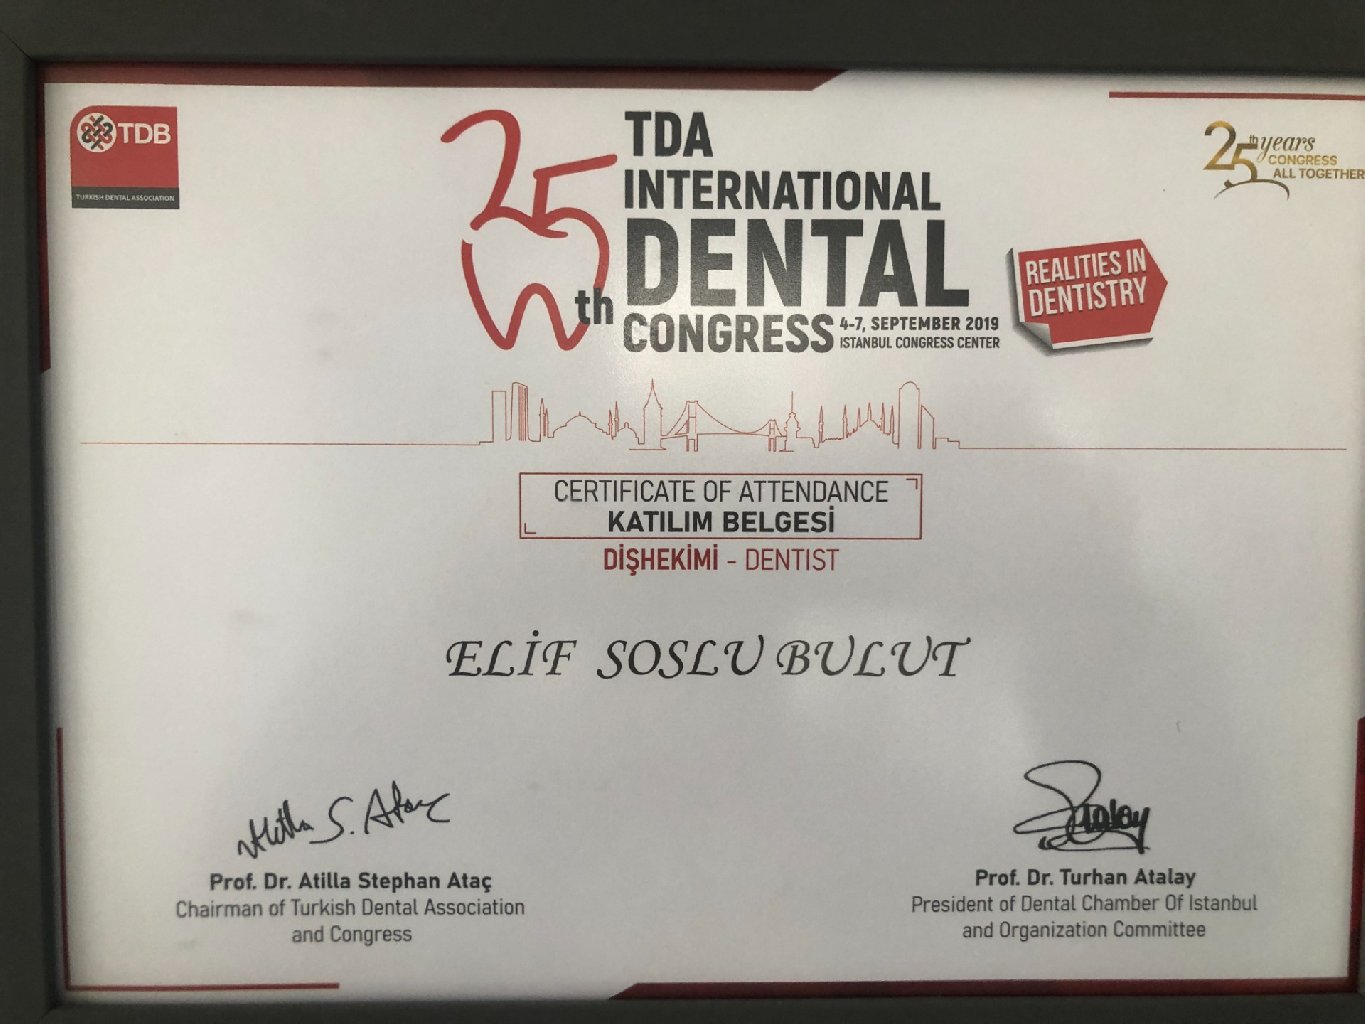 TDB
TURKISH DENTAL ASSOCIATION
25th
TDA
INTERNATIONAL
DENTAL
CONGRESS
4-7, SEPTEMBER 2019
ISTANBUL CONGRESS CENTER
REALITIES IN
DENTISTRY
25th years
CONGRESS
ALL TOGETHER
CERTIFICATE OF ATTENDANCE
KATILIM BELGESİ
DİŞHEKİMİ - DENTIST
ELİF SOSLU BULUT
Atilla S. Ataç
Atalay
Prof. Dr. Atilla Stephan Ataç
Chairman of Turkish Dental Association
and Congress
Prof. Dr. Turhan Atalay
President of Dental Chamber Of Istanbul
and Organization Committee